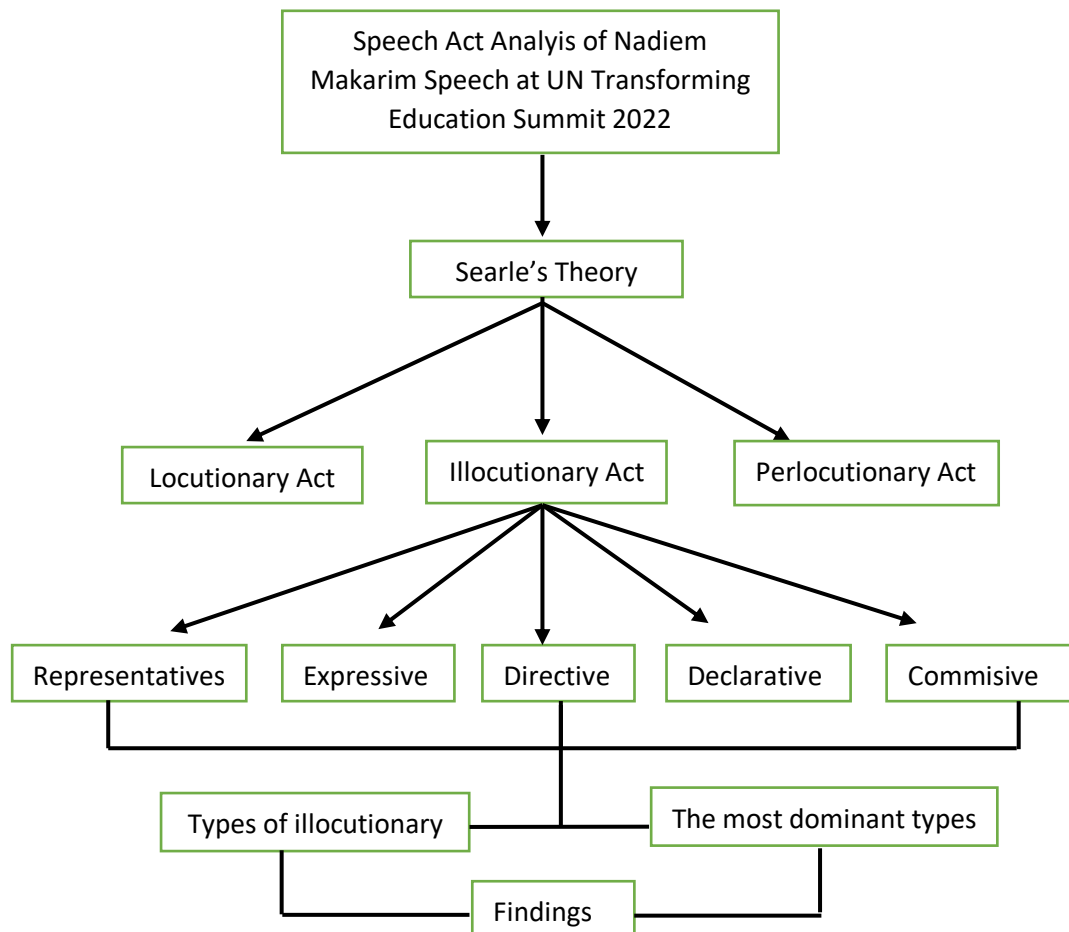 Speech Act Analyis of Nadiem
Makarim Speech at UN Transforming
Education Summit 2022
Searle’s Theory
Locutionary Act
Illocutionary Act
Perlocutionary Act
Representatives
Expressive
Directive
Declarative
Commisive
Types of illocutionary
The most dominant types
Findings